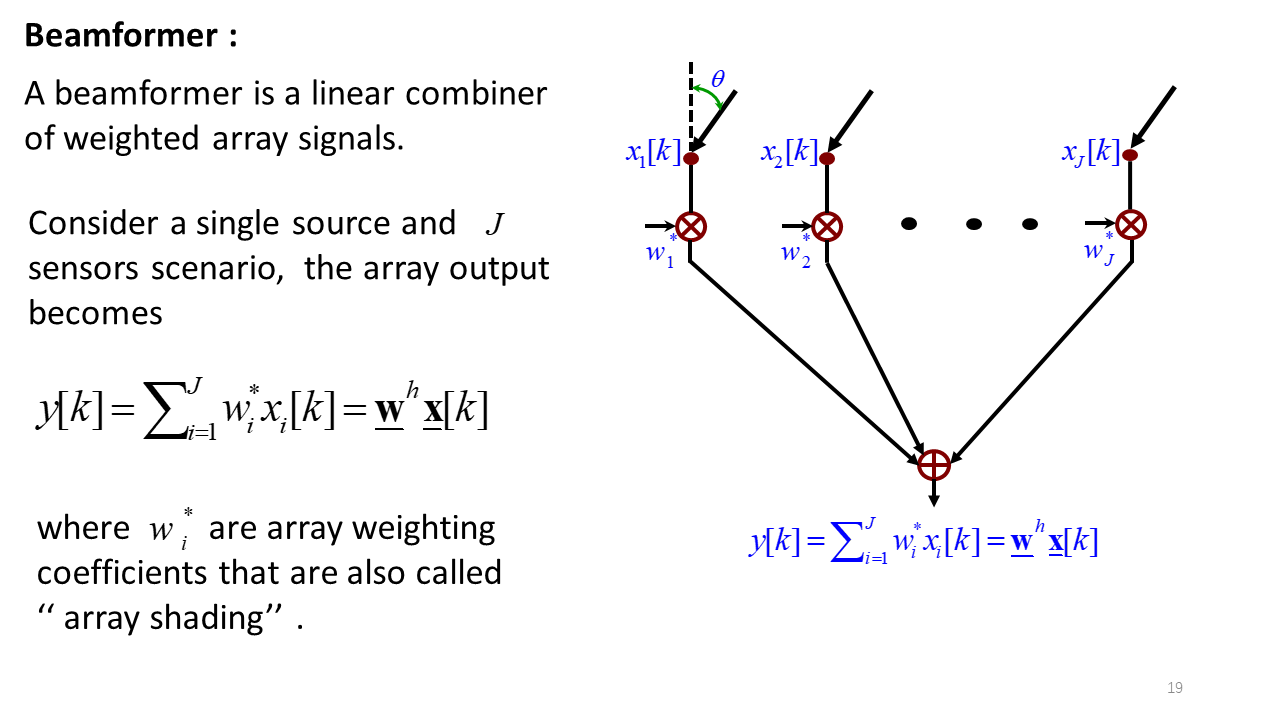 Beamformer :
A beamformer is a linear combiner
of weighted array signals.
Consider a single source and J
sensors scenario, the array output
becomes
y[k] = ∑_{i=1}^{J} w_i^* x_i[k] = w^h x[k]
where w_i^* are array weighting
coefficients that are also called
‘‘ array shading’’ .
θ
x_1[k] x_2[k] x_J[k]
w_1^* w_2^* w_J^*
y[k] = ∑_{i=1}^{J} w_i^* x_i[k] = w^h x[k]
19